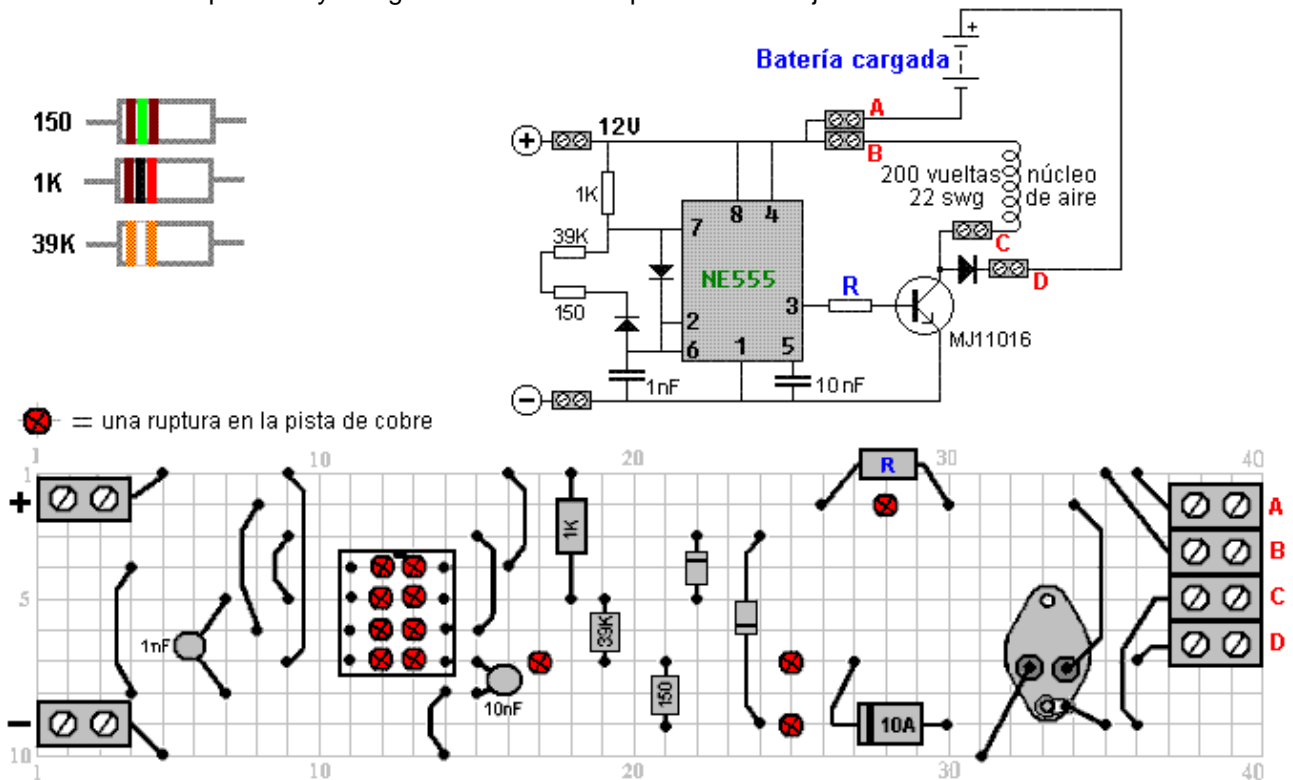 +
Batería cargada
150
A
12V
+
B
1K
200 vueltas núcleo
22 swg de aire
1K
8 4
7
C
39K
39K
NE555
D
R
3
150
2
MJ11016
6 1 5
1nF
10nF
= una ruptura en la pista de cobre
1 10 20 30 40
1
R
+
A
1K
B
5
C
39K
1nF
D
150
10nF
10A
10
1 10 20 30 40